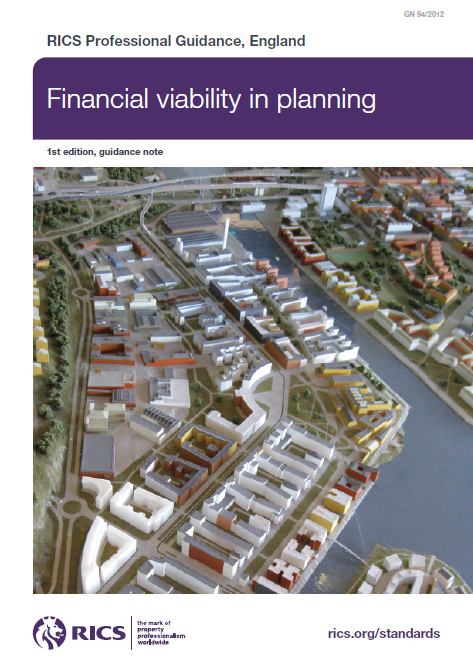 GN 94/2012
RICS Professional Guidance, England
Financial viability in planning
1st edition, guidance note
RICS
the mark of
property
professionalism
worldwide
rics.org/standards